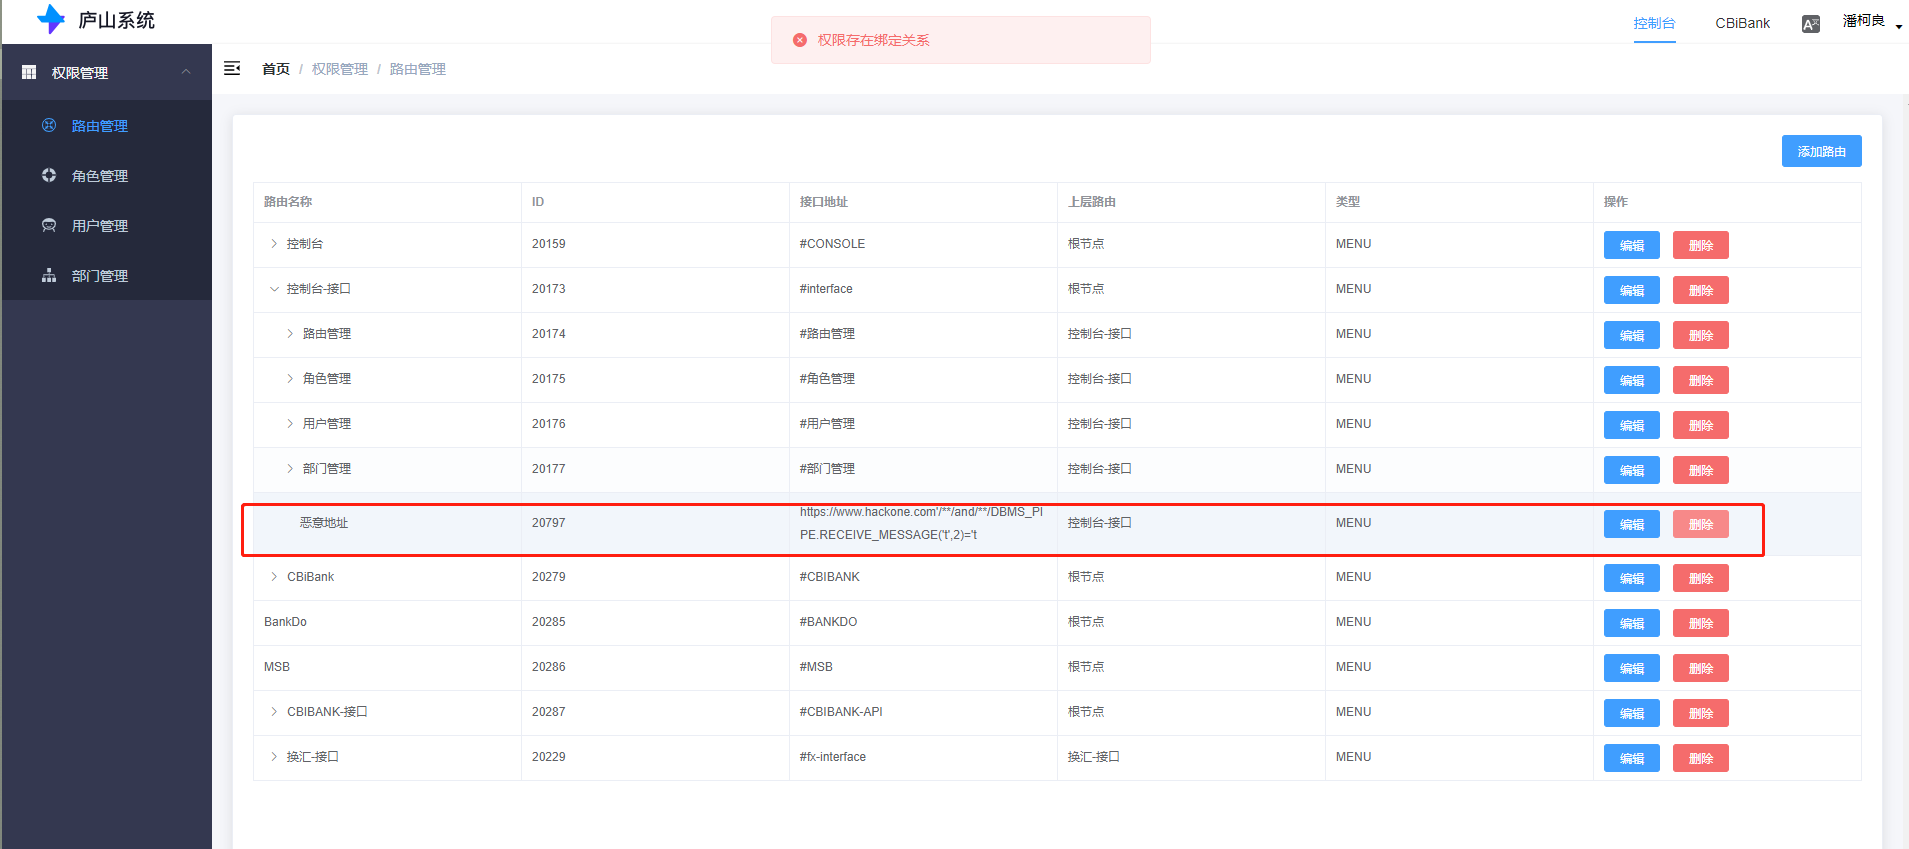 庐山系统
权限存在绑定关系
控制台
CBiBank
潘柯良
权限管理
首页 / 权限管理 / 路由管理
路由管理
角色管理
用户管理
部门管理
添加路由
路由名称 ID 接口地址 上层路由 类型 操作
控制台 20159 #CONSOLE 根节点 MENU 编辑 删除
控制台-接口 20173 #interface 根节点 MENU 编辑 删除
路由管理 20174 #路由管理 控制台-接口 MENU 编辑 删除
角色管理 20175 #角色管理 控制台-接口 MENU 编辑 删除
用户管理 20176 #用户管理 控制台-接口 MENU 编辑 删除
部门管理 20177 #部门管理 控制台-接口 MENU 编辑 删除
恶意地址 20797 https://www.hackone.com'/**/and/**/DBMS_PI
PE.RECEIVE_MESSAGE('t',2)='t 控制台-接口 MENU 编辑 删除
CBiBank 20279 #CBIBANK 根节点 MENU 编辑 删除
BankDo 20285 #BANKDO 根节点 MENU 编辑 删除
MSB 20286 #MSB 根节点 MENU 编辑 删除
CBIBANK-接口 20287 #CBIBANK-API 根节点 MENU 编辑 删除
换汇-接口 20229 #fx-interface 换汇-接口 MENU 编辑 删除